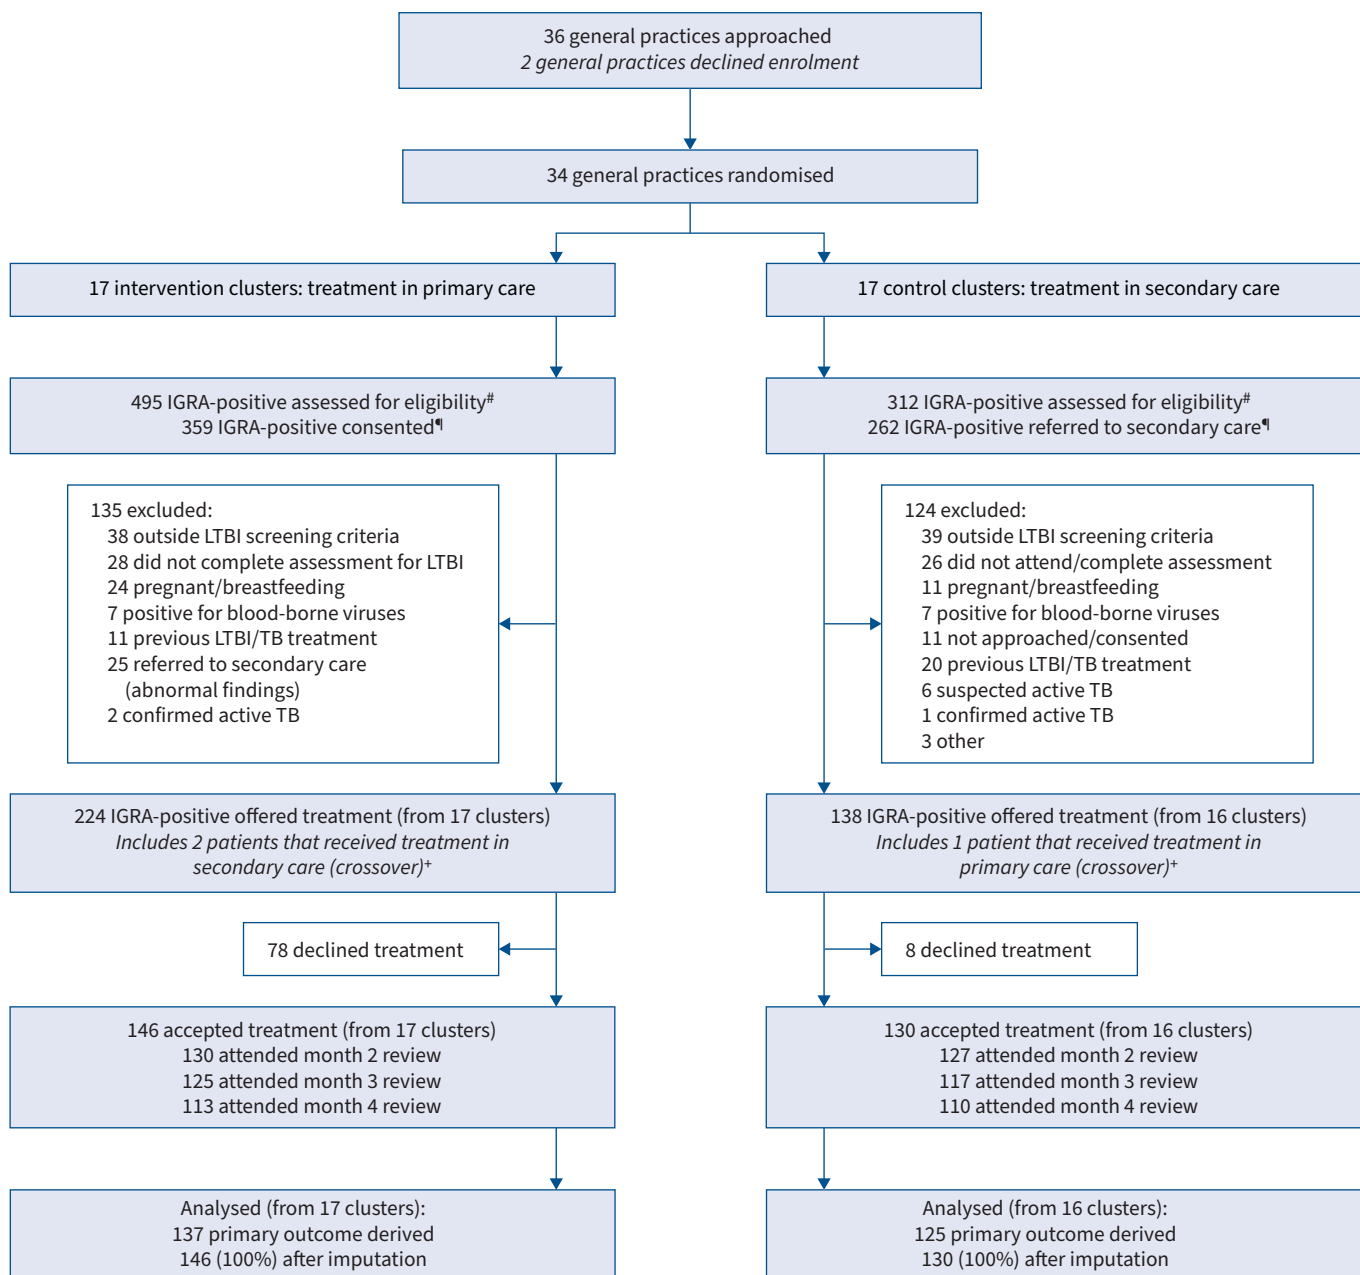 36 general practices approached
2 general practices declined enrolment
34 general practices randomised
17 intervention clusters: treatment in primary care
17 control clusters: treatment in secondary care
495 IGRA-positive assessed for eligibility#
359 IGRA-positive consented¶
312 IGRA-positive assessed for eligibility#
262 IGRA-positive referred to secondary care¶
135 excluded:
38 outside LTBI screening criteria
28 did not complete assessment for LTBI
24 pregnant/breastfeeding
7 positive for blood-borne viruses
11 previous LTBI/TB treatment
25 referred to secondary care
(abnormal findings)
2 confirmed active TB
124 excluded:
39 outside LTBI screening criteria
26 did not attend/complete assessment
11 pregnant/breastfeeding
7 positive for blood-borne viruses
11 not approached/consented
20 previous LTBI/TB treatment
6 suspected active TB
1 confirmed active TB
3 other
224 IGRA-positive offered treatment (from 17 clusters)
Includes 2 patients that received treatment in
secondary care (crossover)+
138 IGRA-positive offered treatment (from 16 clusters)
Includes 1 patient that received treatment in
primary care (crossover)+
78 declined treatment
8 declined treatment
146 accepted treatment (from 17 clusters)
130 attended month 2 review
125 attended month 3 review
113 attended month 4 review
130 accepted treatment (from 16 clusters)
127 attended month 2 review
117 attended month 3 review
110 attended month 4 review
Analysed (from 17 clusters):
137 primary outcome derived
146 (100%) after imputation
Analysed (from 16 clusters):
125 primary outcome derived
130 (100%) after imputation